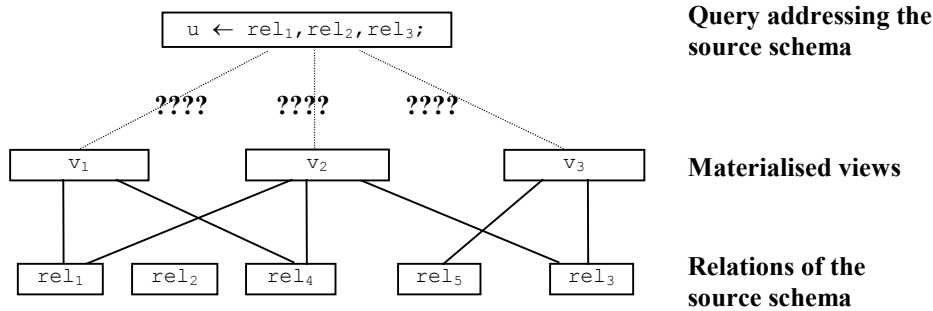 u ← rel₁,rel₂,rel₃;
Query addressing the
source schema
???? ???? ????
v₁ v₂ v₃
Materialised views
rel₁ rel₂ rel₄ rel₅ rel₃
Relations of the
source schema